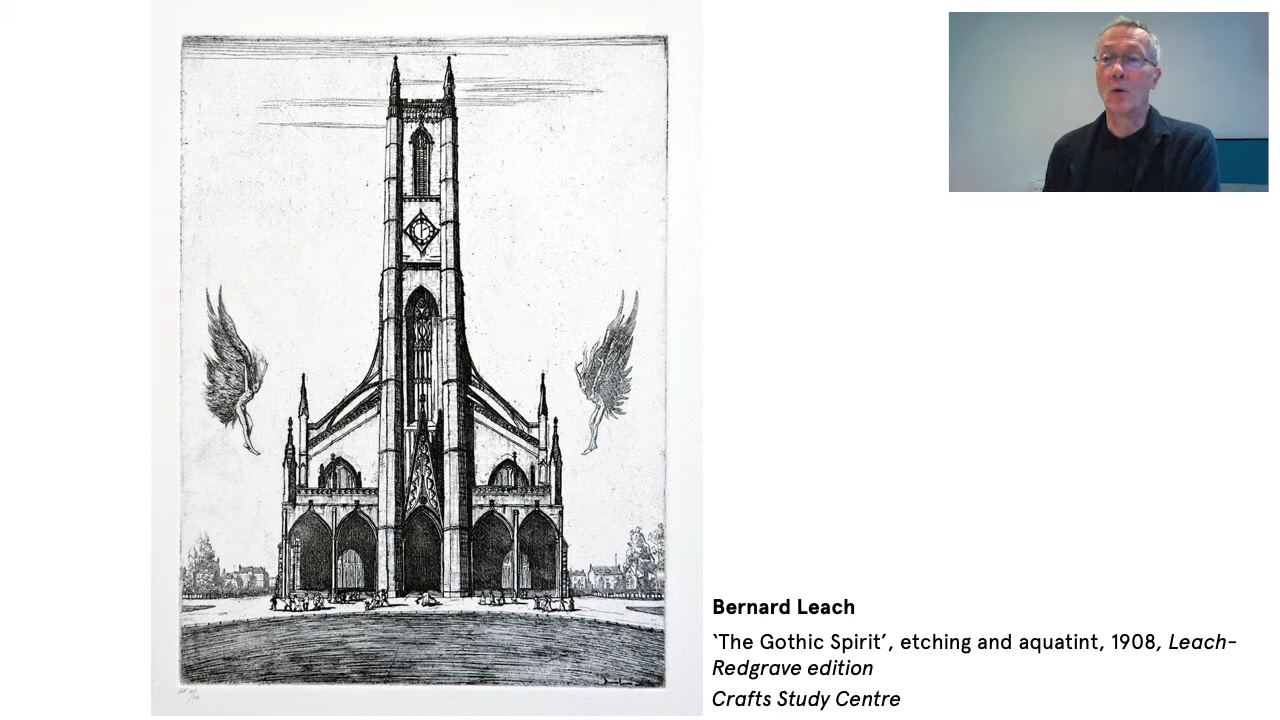 Bernard Leach
‘The Gothic Spirit’, etching and aquatint, 1908, Leach-
Redgrave edition
Crafts Study Centre